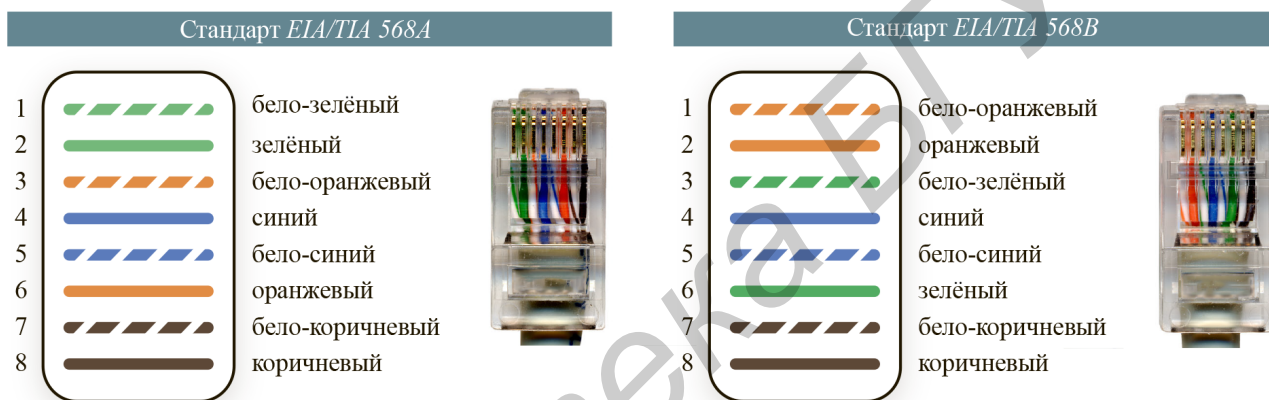 Стандарт EIA/TIA 568A
1 бело-зелёный
2 зелёный
3 бело-оранжевый
4 синий
5 бело-синий
6 оранжевый
7 бело-коричневый
8 коричневый
Стандарт EIA/TIA 568B
1 бело-оранжевый
2 оранжевый
3 бело-зелёный
4 синий
5 бело-синий
6 зелёный
7 бело-коричневый
8 коричневый